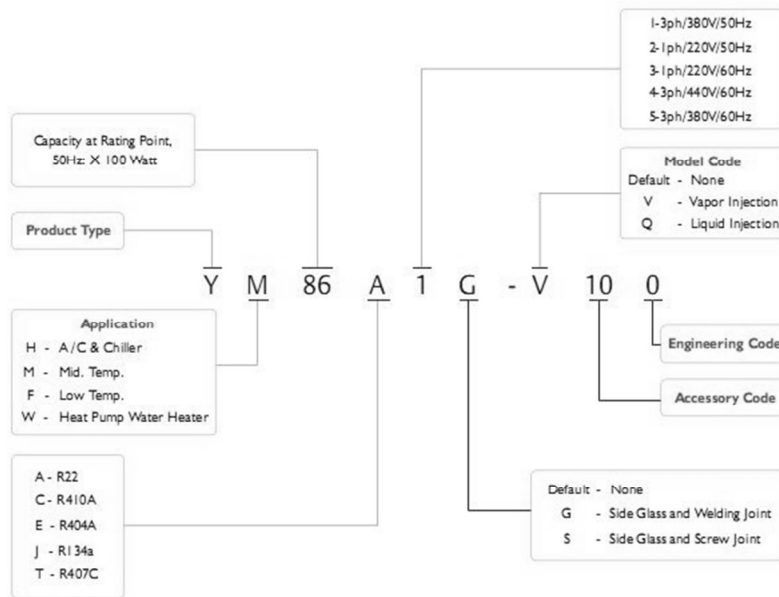 1-3ph/380V/50Hz
2-1ph/220V/50Hz
3-1ph/220V/60Hz
4-3ph/440V/60Hz
5-3ph/380V/60Hz
Capacity at Rating Point,
50Hz: X 100 Watt
Model Code
Default - None
V - Vapor Injection
Q - Liquid Injection
Product Type
Y M 86 A 1 G - V 10 0
Application
H - A/C & Chiller
M - Mid. Temp.
F - Low Temp.
W - Heat Pump Water Heater
Engineering Code
Accessory Code
A - R22
C - R410A
E - R404A
J - R134a
T - R407C
Default - None
G - Side Glass and Welding Joint
S - Side Glass and Screw Joint